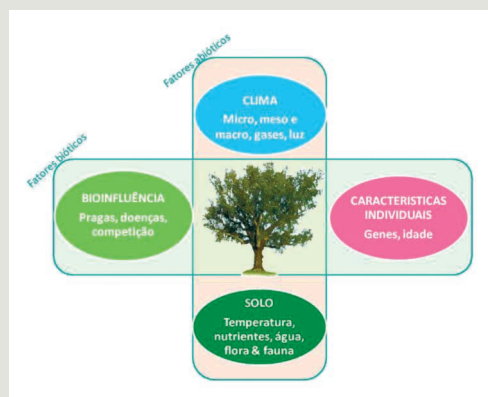 Fatores abióticos
CLIMA
Micro, meso e
macro, gases, luz
Fatores bióticos
BIOINFLUÊNCIA
Pragas, doenças,
competição
CARACTERISTICAS
INDIVIDUAIS
Genes, idade
SOLO
Temperatura,
nutrientes, água,
flora & fauna